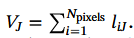 $V_J = \sum_{i=1}^{N_{\text{pixels}}} l_{iJ}.$